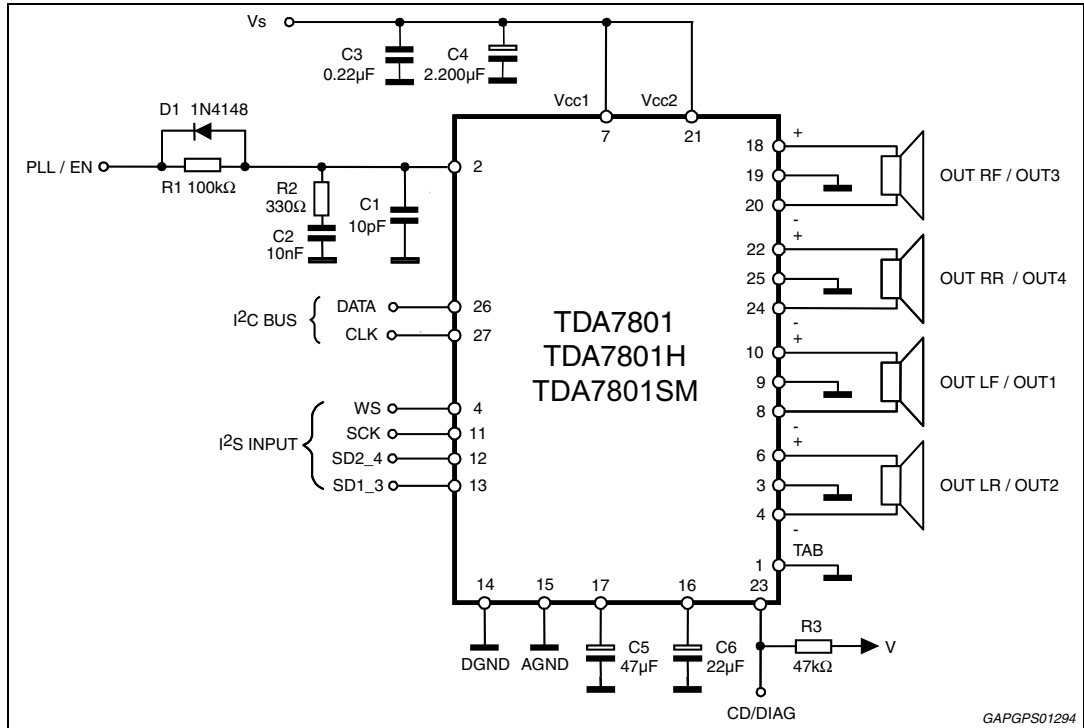 Vs
C3
0.22µF
C4
2.200µF
D1 1N4148
Vcc1
Vcc2
7
21
PLL / EN
R1 100kΩ
2
R2
330Ω
C2
10nF
C1
10pF
18
+
19
20
-
OUT RF / OUT3
22
+
25
24
-
OUT RR / OUT4
I2C BUS
DATA
26
CLK
27
TDA7801
TDA7801H
TDA7801SM
10
+
9
8
-
OUT LF / OUT1
I2S INPUT
WS
4
SCK
11
SD2_4
12
SD1_3
13
6
+
3
4
-
OUT LR / OUT2
1
TAB
14
15
17
16
23
DGND
AGND
C5
47µF
C6
22µF
R3
47kΩ
V
CD/DIAG
GAPGPS01294